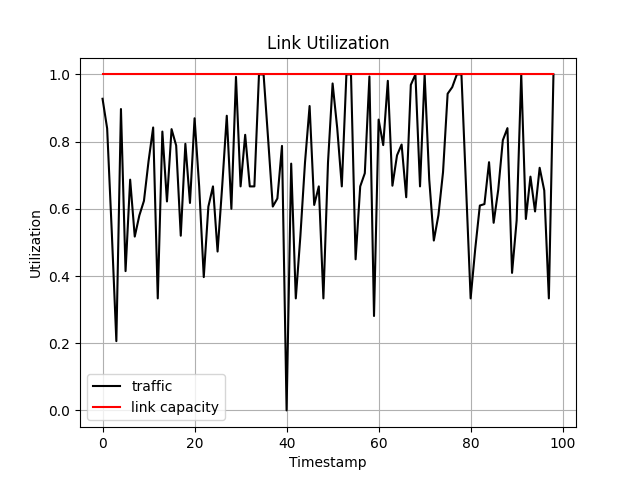 Link Utilization
1.0
0.8
0.6
0.4
0.2
0.0
Utilization
traffic
link capacity
0 20 40 60 80 100
Timestamp